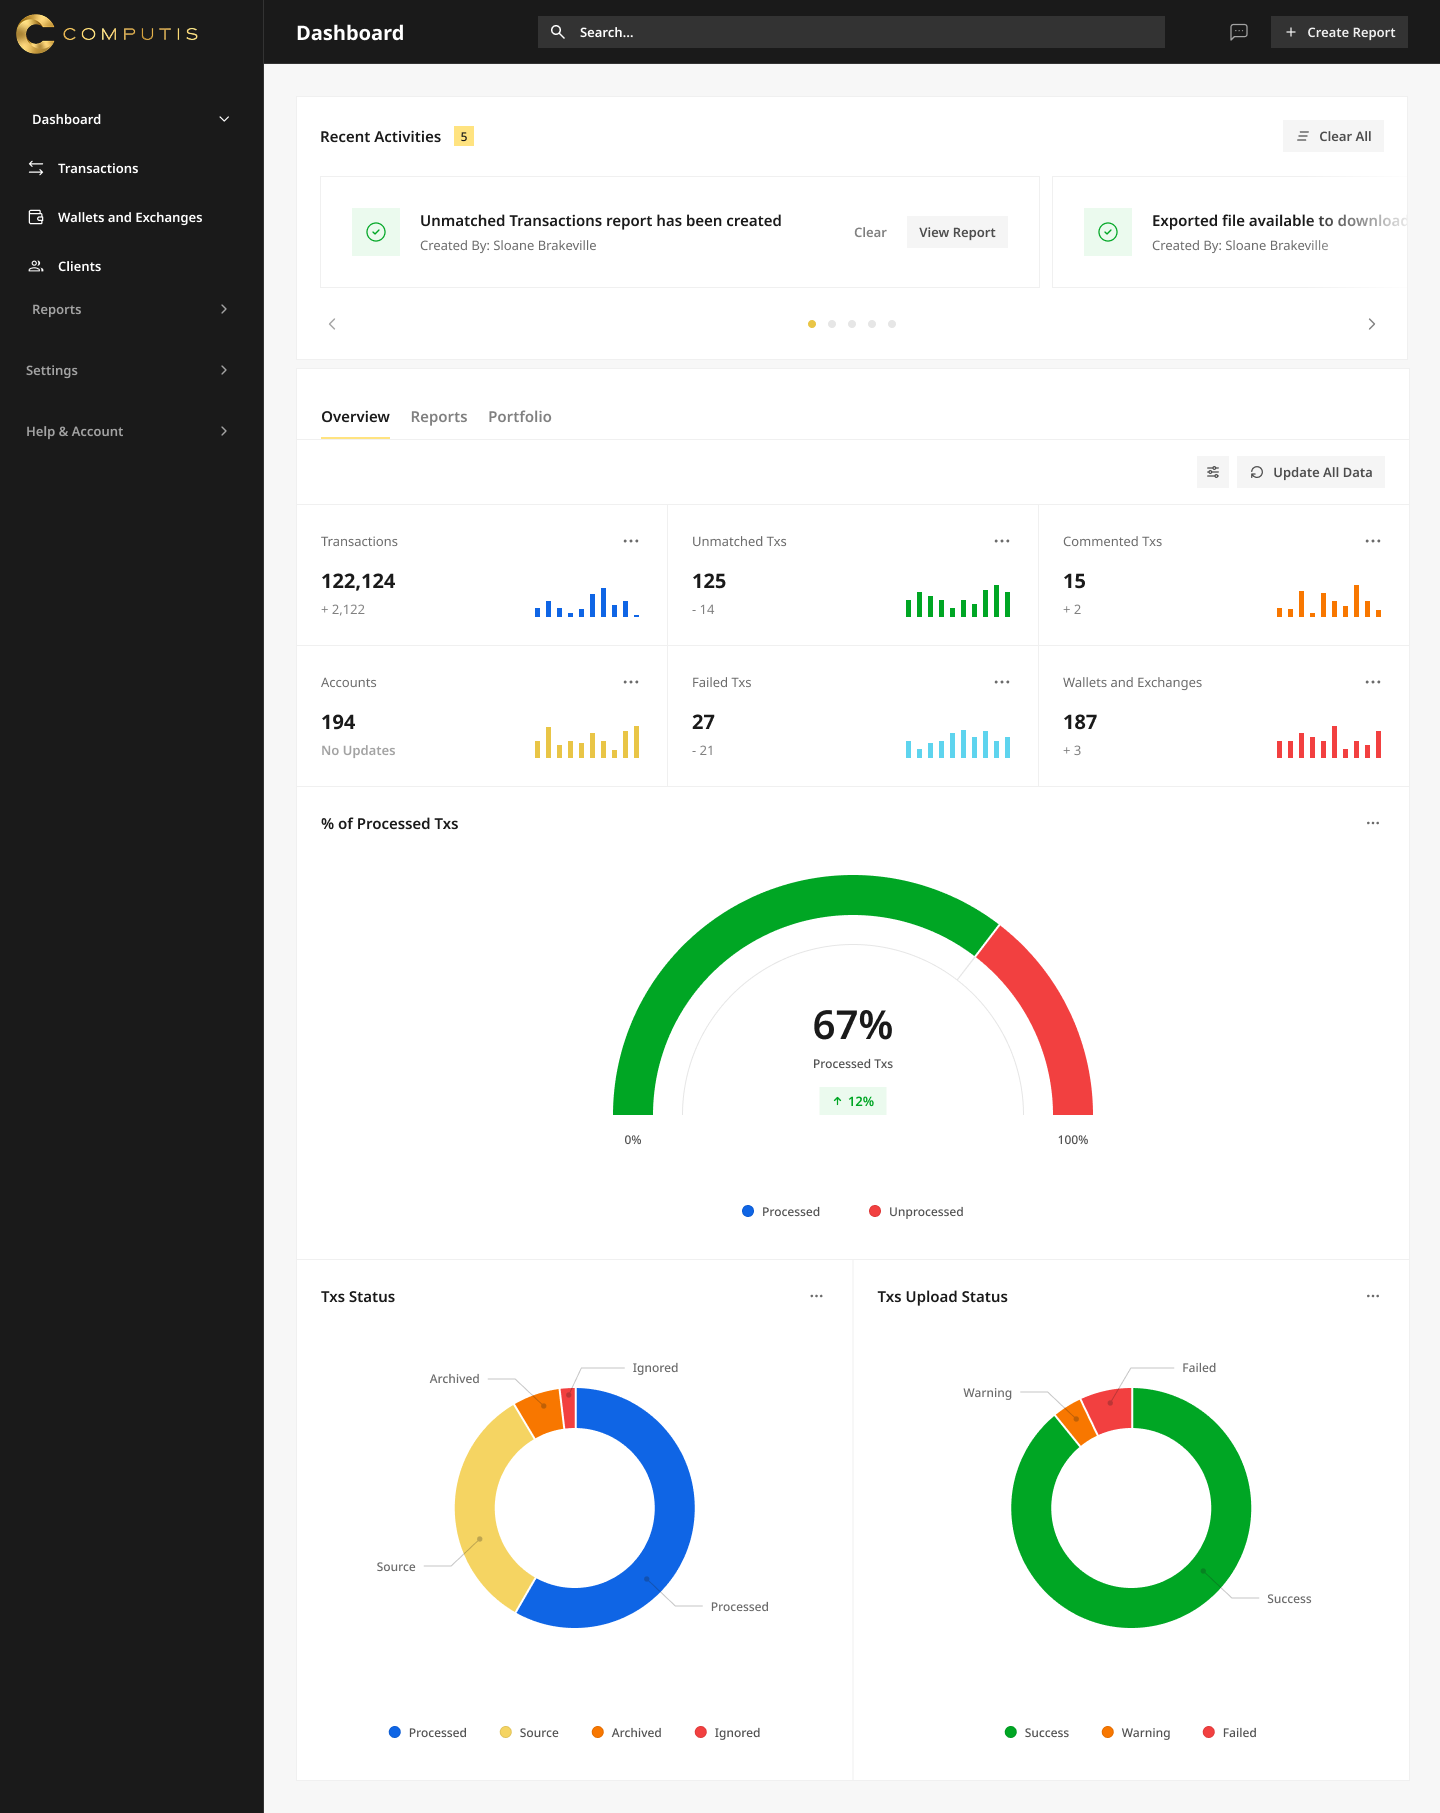 COMPUTIS
Dashboard
Search...
Create Report
Dashboard
Transactions
Wallets and Exchanges
Clients
Reports
Settings
Help & Account
Recent Activities 5
Clear All
Unmatched Transactions report has been created
Created By: Sloane Brakeville
Clear
View Report
Exported file available to download
Created By: Sloane Brakeville
Overview Reports Portfolio
Update All Data
Transactions
122,124
+ 2,122
Unmatched Txs
125
- 14
Commented Txs
15
+ 2
Accounts
194
No Updates
Failed Txs
27
- 21
Wallets and Exchanges
187
+ 3
% of Processed Txs
67%
Processed Txs
12%
0%
100%
Processed
Unprocessed
Txs Status
Ignored
Archived
Source
Processed
Processed Source Archived Ignored
Txs Upload Status
Failed
Warning
Success
Success Warning Failed